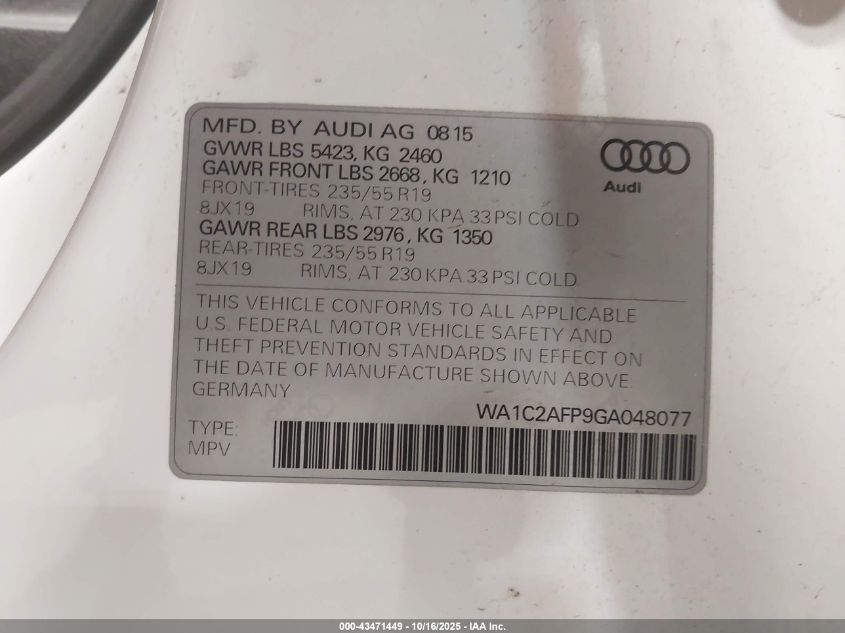 MFD. BY AUDI AG 0815
GVWR LBS 5423, KG 2460
GAWR FRONT LBS 2668, KG 1210
FRONT-TIRES 235/55 R19
8JX19 RIMS, AT 230 KPA 33 PSI COLD
GAWR REAR LBS 2976, KG 1350
REAR-TIRES 235/55 R19
8JX19 RIMS, AT 230 KPA 33 PSI COLD
Audi
THIS VEHICLE CONFORMS TO ALL APPLICABLE
U.S. FEDERAL MOTOR VEHICLE SAFETY AND
THEFT PREVENTION STANDARDS IN EFFECT ON
THE DATE OF MANUFACTURE SHOWN ABOVE.
GERMANY
WA1C2AFP9GA048077
TYPE:
MPV
000-43471449 - 10/16/2025 - IAA Inc.